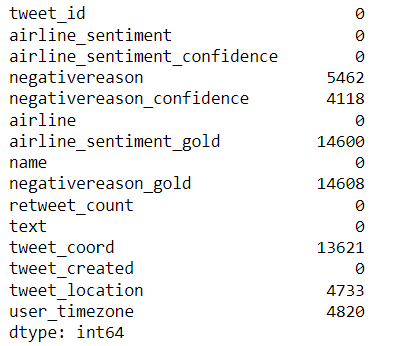 tweet_id 0
airline_sentiment 0
airline_sentiment_confidence 0
negativereason 5462
negativereason_confidence 4118
airline 0
airline_sentiment_gold 14600
name 0
negativereason_gold 14608
retweet_count 0
text 0
tweet_coord 13621
tweet_created 0
tweet_location 4733
user_timezone 4820
dtype: int64